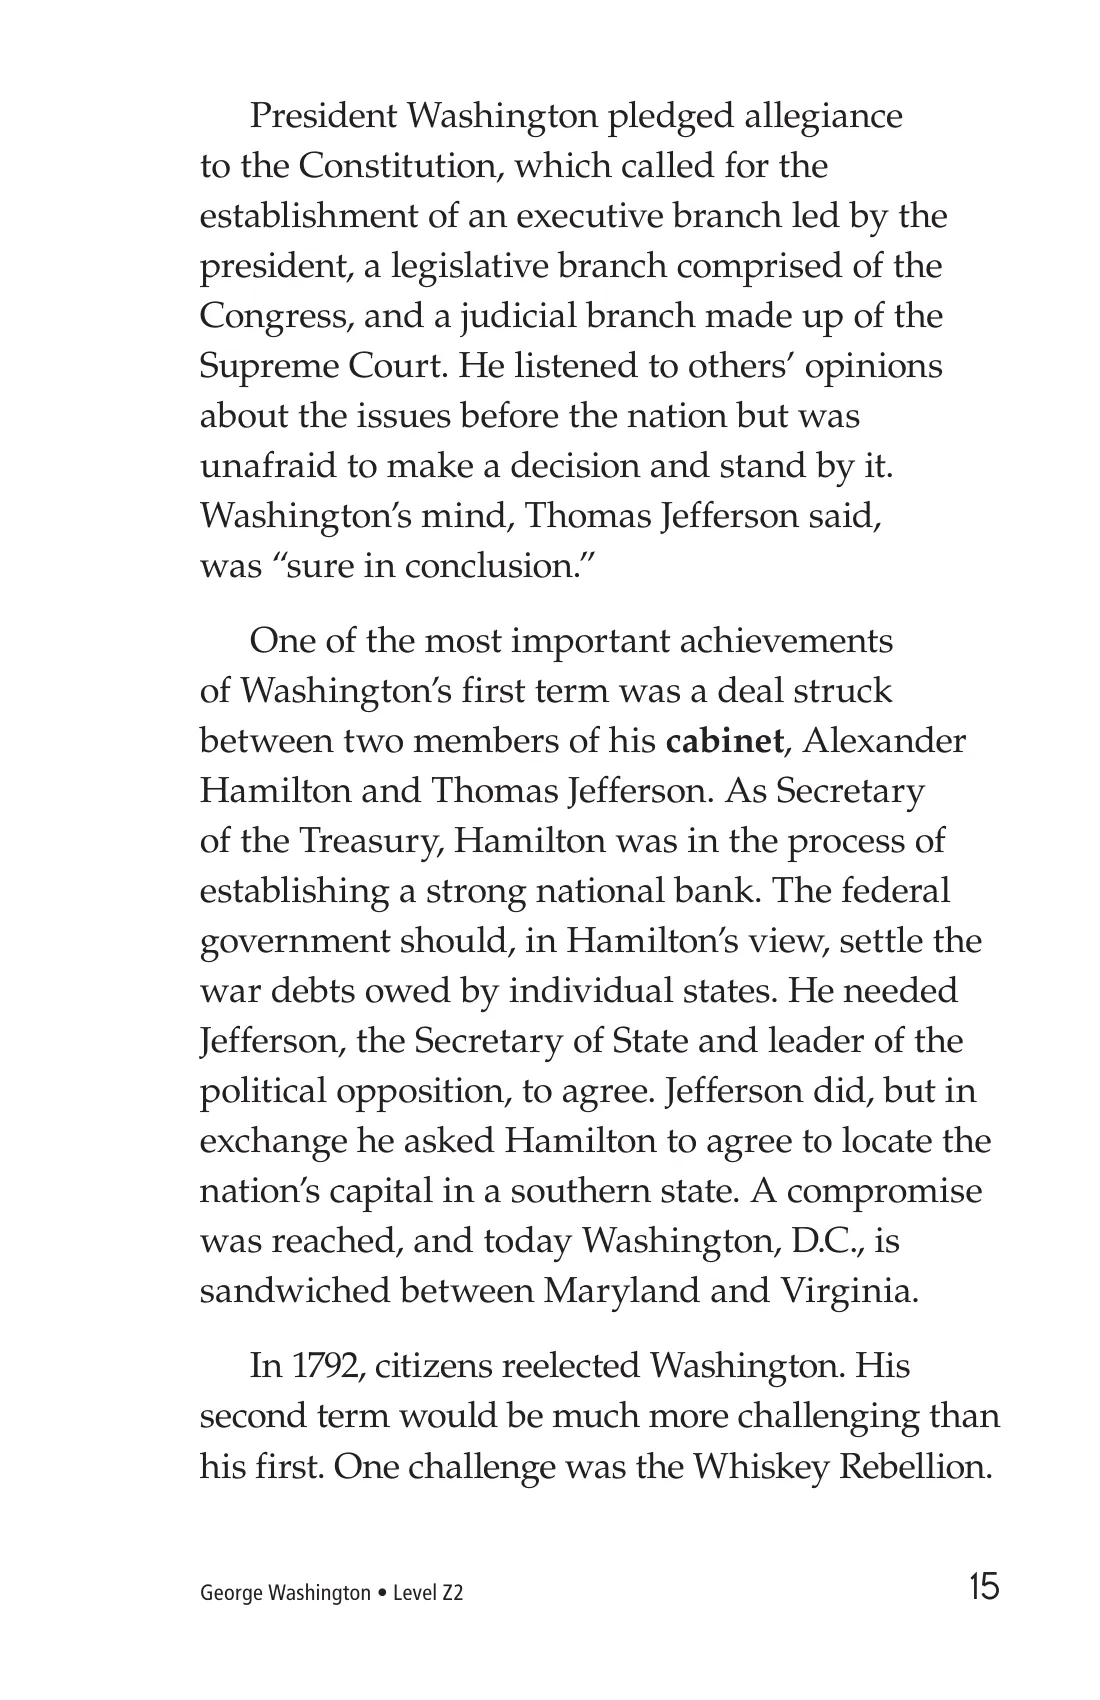 President Washington pledged allegiance
to the Constitution, which called for the
establishment of an executive branch led by the
president, a legislative branch comprised of the
Congress, and a judicial branch made up of the
Supreme Court. He listened to others’ opinions
about the issues before the nation but was
unafraid to make a decision and stand by it.
Washington’s mind, Thomas Jefferson said,
was “sure in conclusion.”
One of the most important achievements
of Washington’s first term was a deal struck
between two members of his cabinet, Alexander
Hamilton and Thomas Jefferson. As Secretary
of the Treasury, Hamilton was in the process of
establishing a strong national bank. The federal
government should, in Hamilton’s view, settle the
war debts owed by individual states. He needed
Jefferson, the Secretary of State and leader of the
political opposition, to agree. Jefferson did, but in
exchange he asked Hamilton to agree to locate the
nation’s capital in a southern state. A compromise
was reached, and today Washington, D.C., is
sandwiched between Maryland and Virginia.
In 1792, citizens reelected Washington. His
second term would be much more challenging than
his first. One challenge was the Whiskey Rebellion.
George Washington • Level Z2
15